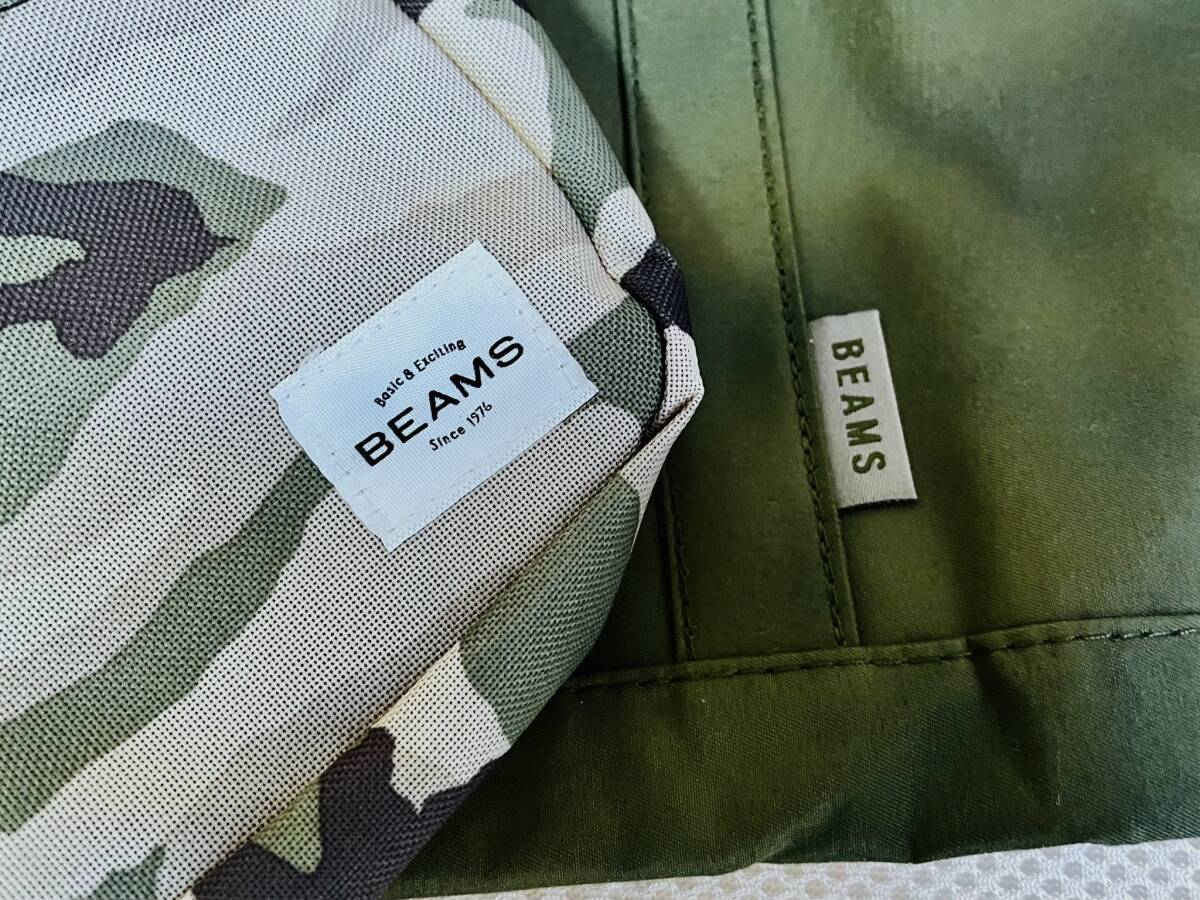 Basic & Exciting
BEAMS
Since 1976
BEAMS